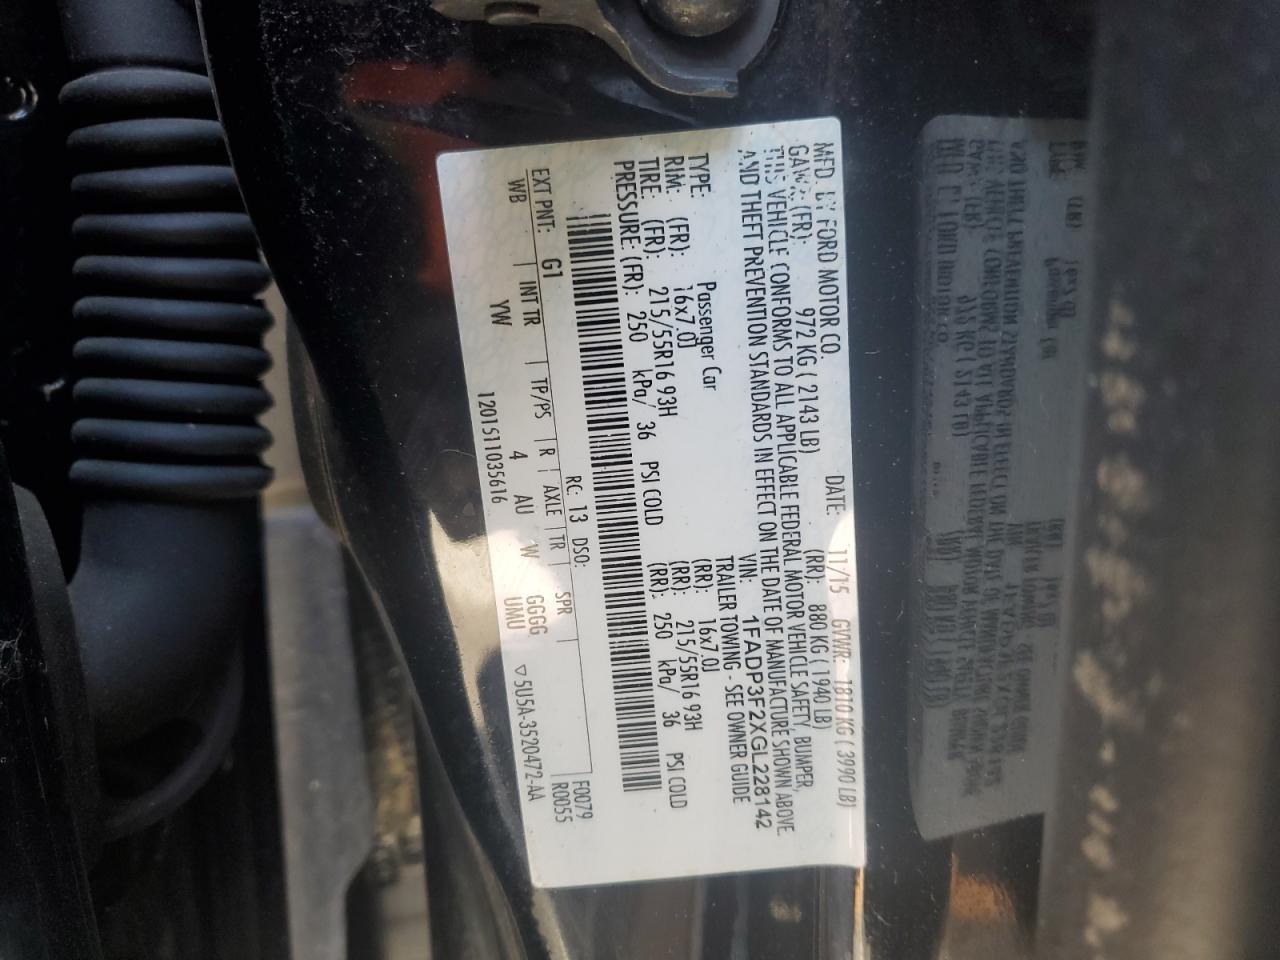 MFD. BY FORD MOTOR CO. DATE: 11/15 GVWR: 1810 KG ( 3990 LB)
GAWR: (FR): 972 KG ( 2143 LB) (RR): 880 KG ( 1940 LB)
THIS VEHICLE CONFORMS TO ALL APPLICABLE FEDERAL MOTOR VEHICLE SAFETY, BUMPER,
AND THEFT PREVENTION STANDARDS IN EFFECT ON THE DATE OF MANUFACTURE SHOWN ABOVE.
VIN: 1FADP3F2XGL228142
TYPE: Passenger Car TRAILER TOWING - SEE OWNER GUIDE
RIM: (FR): 16x7.0J (RR): 16x7.0J
TIRE: (FR): 215/55R16 93H (RR): 215/55R16 93H
PRESSURE: (FR): 250 kPa/ 36 PSI COLD (RR): 250 kPa/ 36 PSI COLD
RC: 13 DSO: F0079
EXT PNT: G1 R0055
WB INT TR TP/PS R AXLE TR SPR
YW 4 AU W GGGG
1201511035616 UMU ▽5U5A-3520472-AA